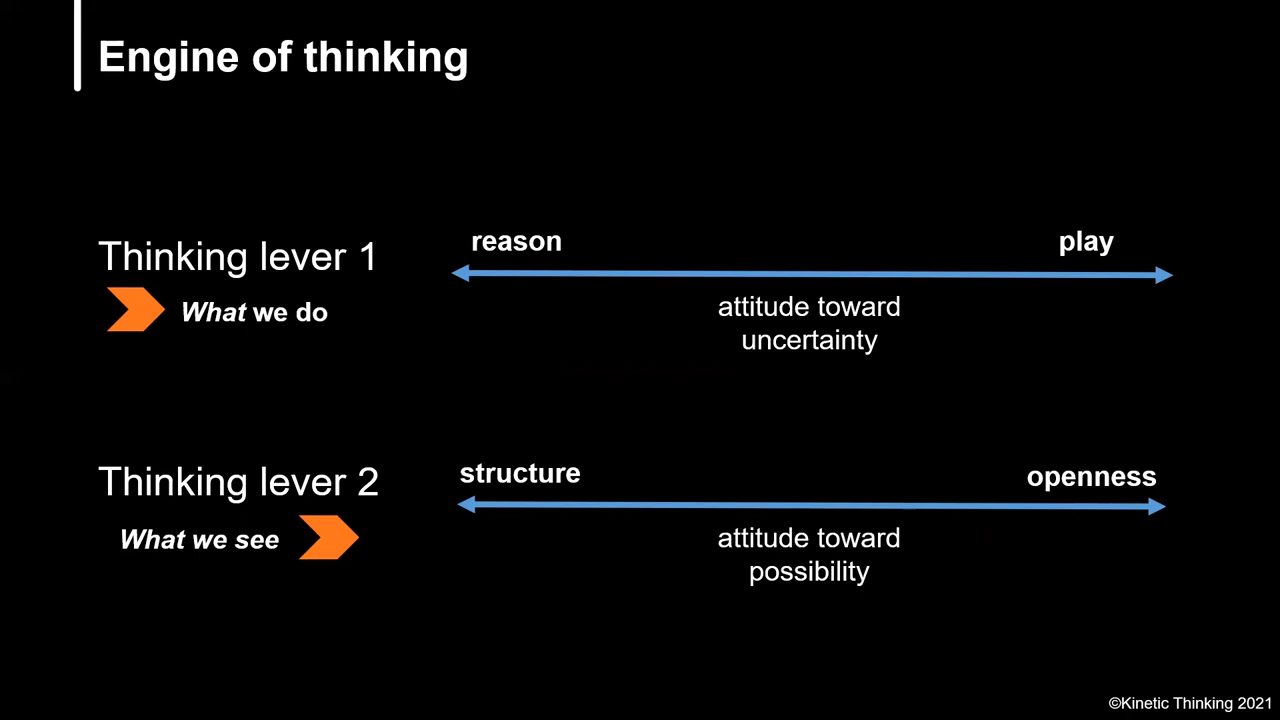 Engine of thinking
reason
play
Thinking lever 1
What we do
attitude toward
uncertainty
structure
openness
Thinking lever 2
What we see
attitude toward
possibility
©Kinetic Thinking 2021